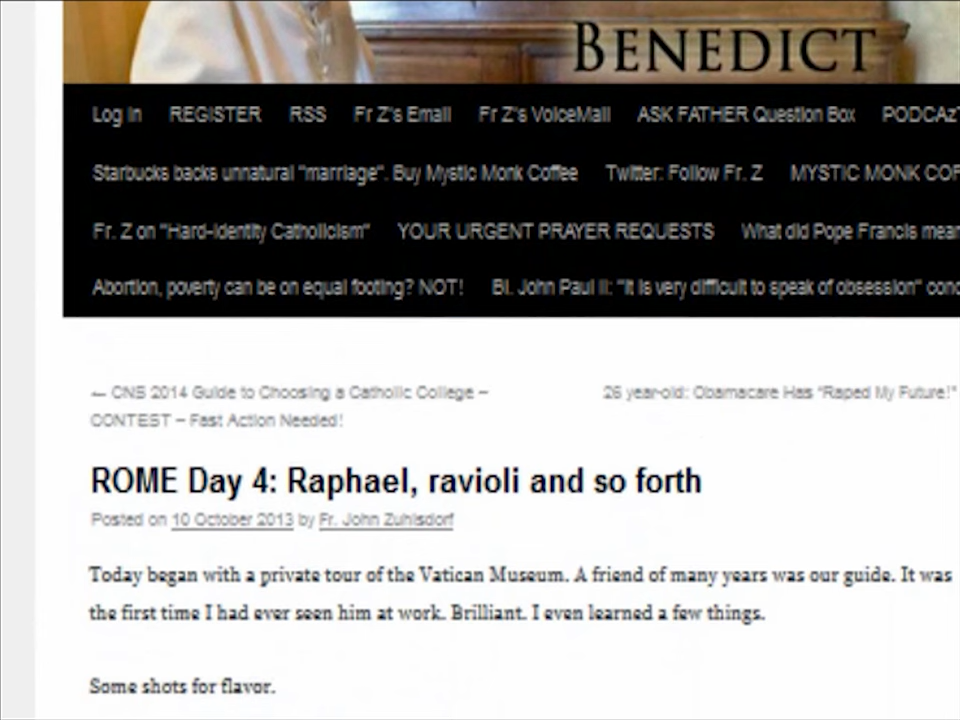 BENEDICT
Log in REGISTER RSS Fr Z's Email Fr Z's VoiceMail ASK FATHER Question Box PODCAzT
Starbucks backs unnatural "marriage". Buy Mystic Monk Coffee Twitter: Follow Fr. Z MYSTIC MONK COF
Fr. Z on "Hard-Identity Catholicism" YOUR URGENT PRAYER REQUESTS What did Pope Francis mean
Abortion, poverty can be on equal footing? NOT! Bl. John Paul II: "It is very difficult to speak of obsession" conc
← CNS 2014 Guide to Choosing a Catholic College –
CONTEST – Fast Action Needed!
26 year-old: Obamacare Has "Raped My Future!"
ROME Day 4: Raphael, ravioli and so forth
Posted on 10 October 2013 by Fr. John Zuhlsdorf
Today began with a private tour of the Vatican Museum. A friend of many years was our guide. It was
the first time I had ever seen him at work. Brilliant. I even learned a few things.
Some shots for flavor.